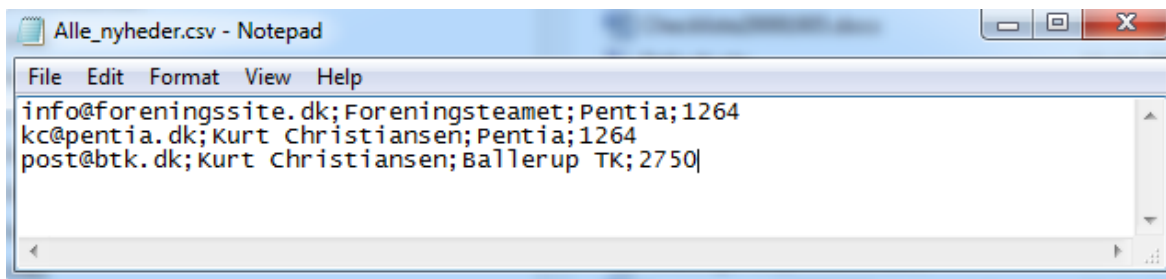 Alle_nyheder.csv - Notepad
File Edit Format View Help
info@foreningssite.dk;Foreningsteamet;Pentia;1264
kc@pentia.dk;Kurt Christiansen;Pentia;1264
post@btk.dk;Kurt Christiansen;Ballerup TK;2750